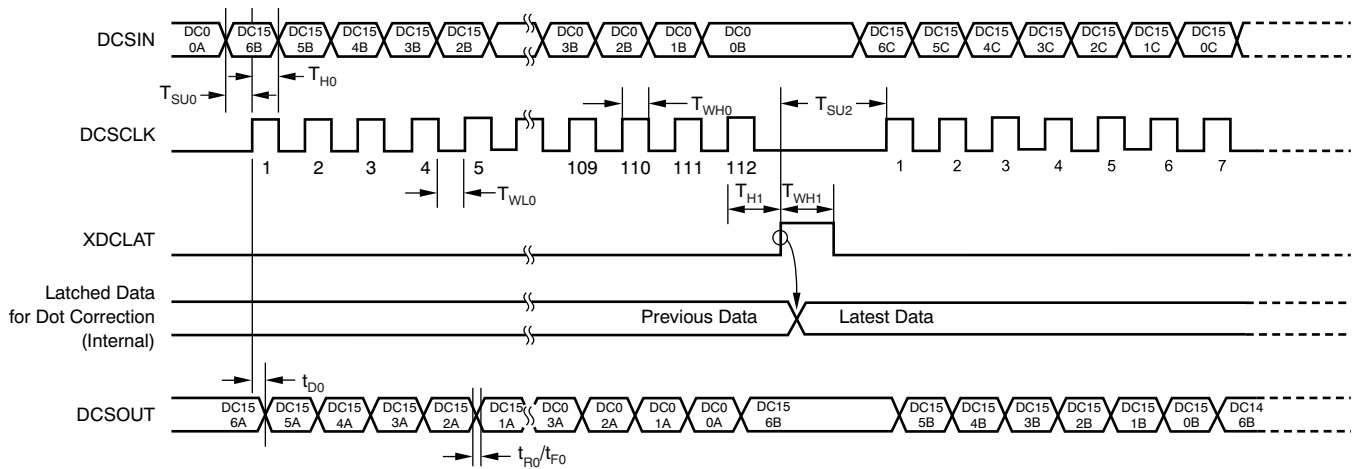 DCSIN
DC0 0A
DC15 6B
DC15 5B
DC15 4B
DC15 3B
DC15 2B
DC0 3B
DC0 2B
DC0 1B
DC0 0B
DC15 6C
DC15 5C
DC15 4C
DC15 3C
DC15 2C
DC15 1C
DC15 0C
TSU0
TH0
TWH0
TSU2
DCSCLK
1 2 3 4 5 109 110 111 112 1 2 3 4 5 6 7
TWL0
TH1
TWH1
XDCLAT
Latched Data
for Dot Correction
(Internal)
Previous Data
Latest Data
tD0
DCSOUT
DC15 6A
DC15 5A
DC15 4A
DC15 3A
DC15 2A
DC15 1A
DC0 3A
DC0 2A
DC0 1A
DC0 0A
DC15 6B
DC15 5B
DC15 4B
DC15 3B
DC15 2B
DC15 1B
DC15 0B
DC14 6B
tR0/tF0